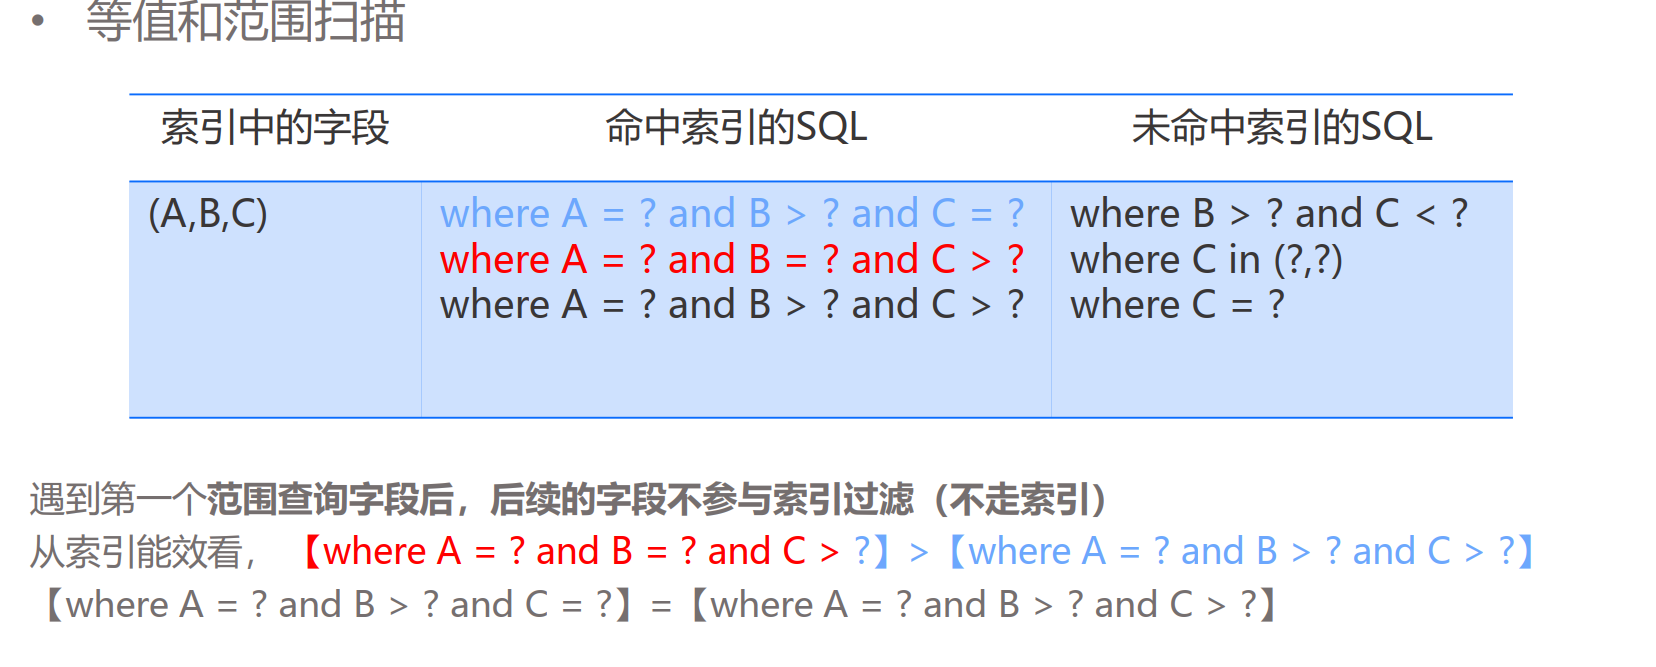 • 等值和范围扫描
索引中的字段 命中索引的SQL 未命中索引的SQL
(A,B,C) where A = ? and B > ? and C = ? where B > ? and C < ?
where A = ? and B = ? and C > ? where C in (?,?)
where A = ? and B > ? and C > ? where C = ?
遇到第一个范围查询字段后，后续的字段不参与索引过滤（不走索引）
从索引能效看，【where A = ? and B = ? and C > ?】>【where A = ? and B > ? and C > ?】
【where A = ? and B > ? and C = ?】=【where A = ? and B > ? and C > ?】